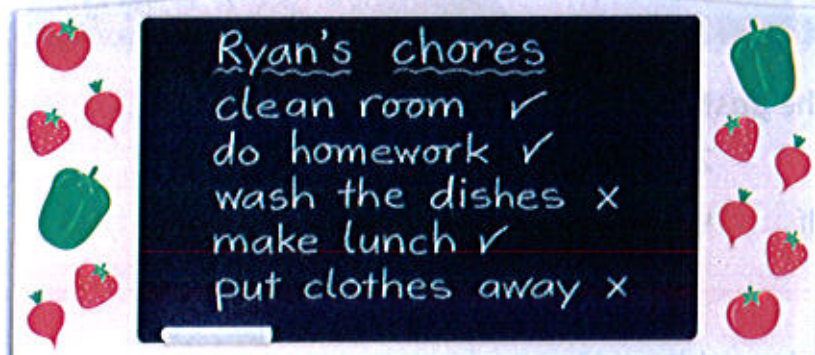 Ryan's chores
clean room ✓
do homework ✓
wash the dishes x
make lunch ✓
put clothes away x